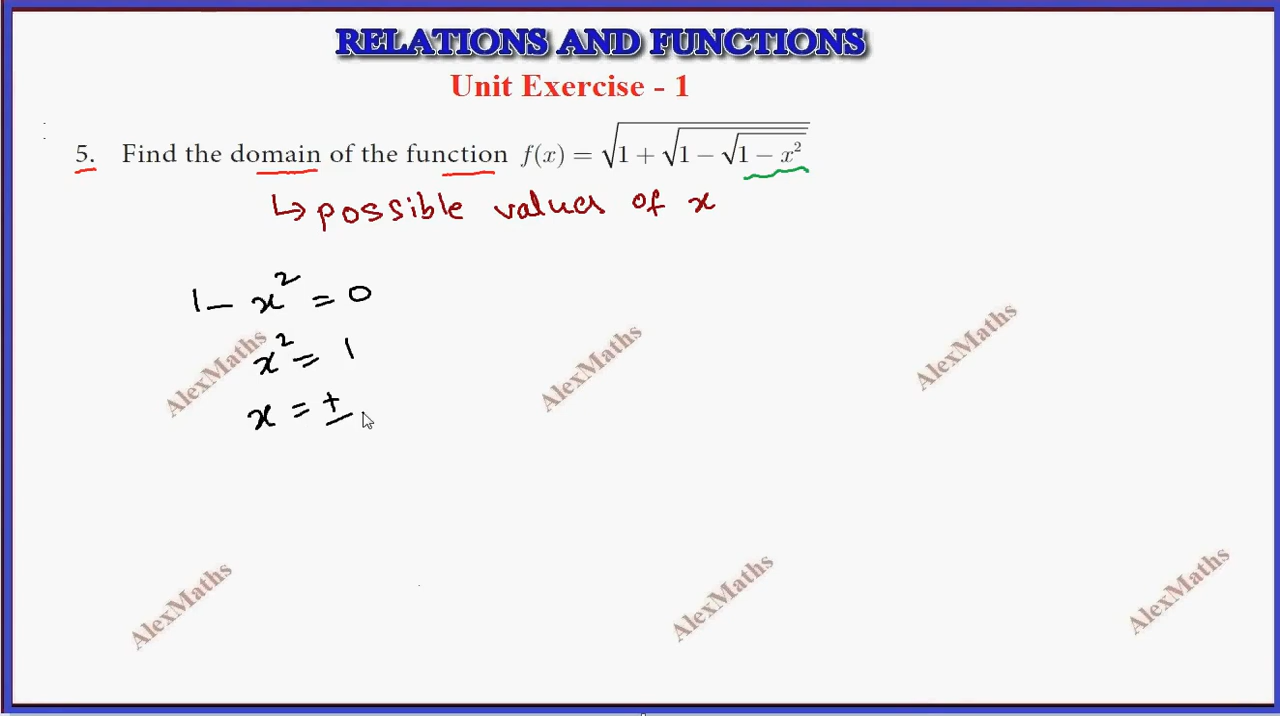 RELATIONS AND FUNCTIONS
Unit Exercise - 1
5. Find the domain of the function f(x) = √(1 + √(1 − √(1 − x²)))
↳ possible values of x
1 − x² = 0
x² = 1
x = ±
AlexMaths
AlexMaths
AlexMaths
AlexMaths
AlexMaths
AlexMaths